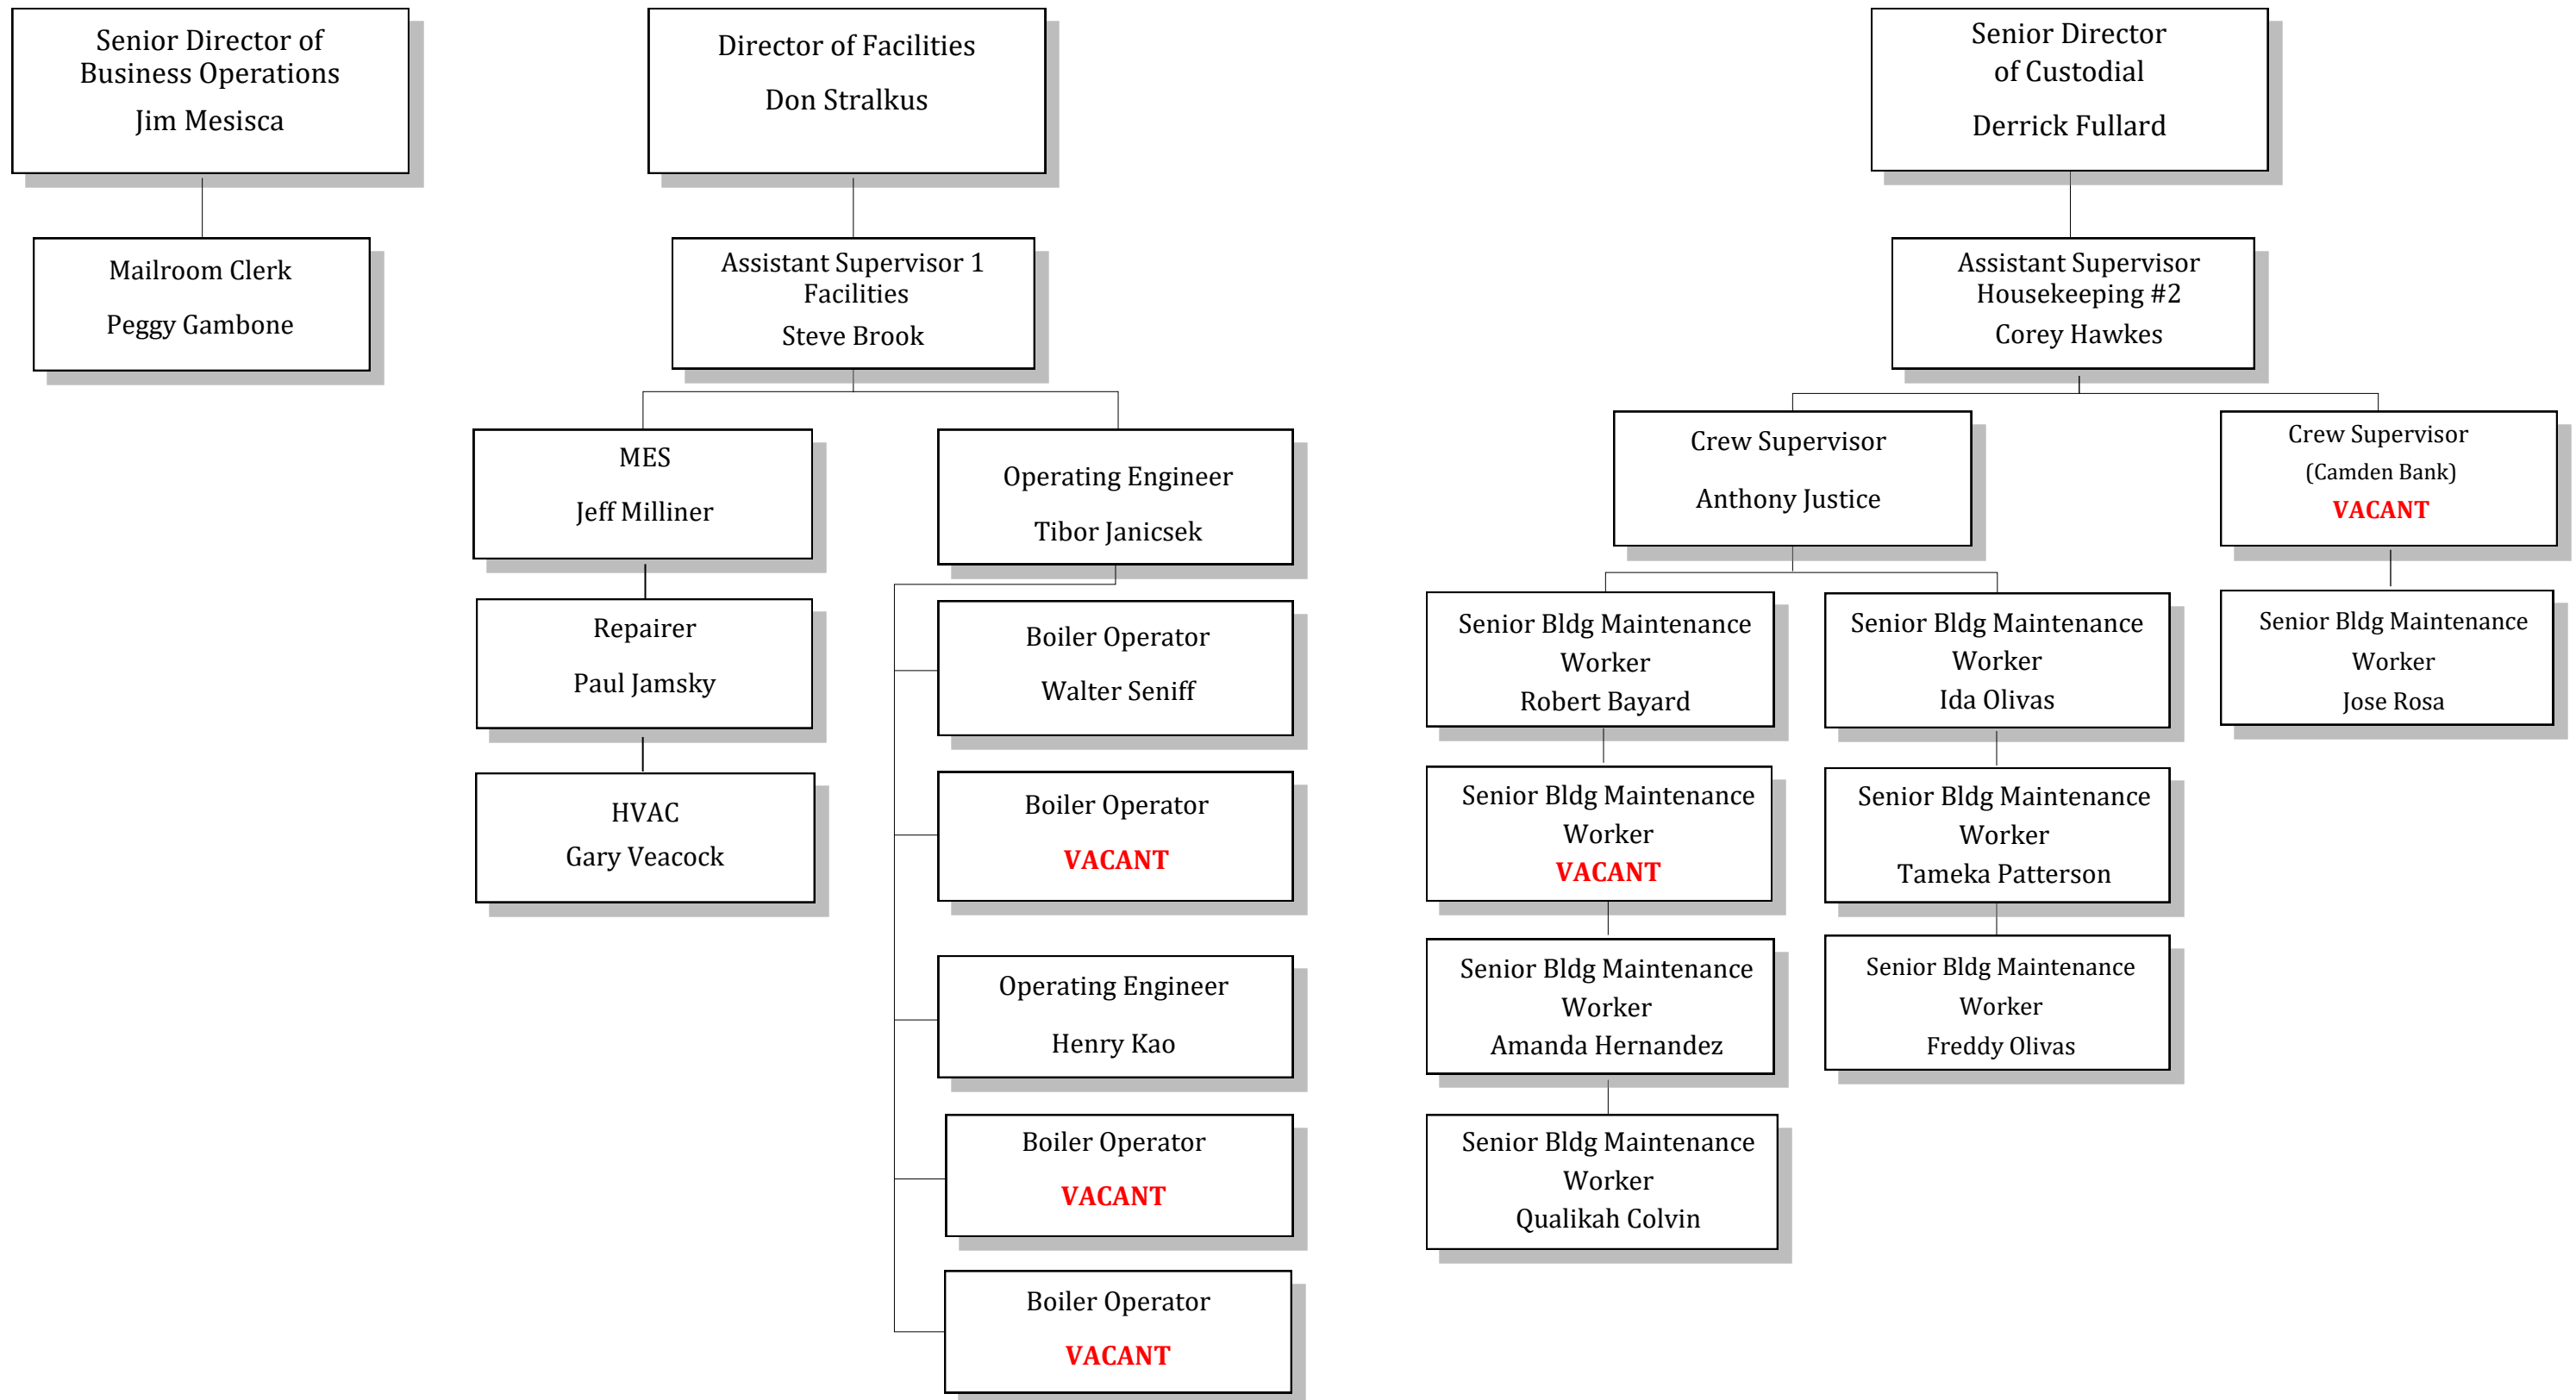 Senior Director of
Business Operations
Jim Mesisca
Mailroom Clerk
Peggy Gambone
Director of Facilities
Don Stralkus
Assistant Supervisor 1
Facilities
Steve Brook
MES
Jeff Milliner
Repairer
Paul Jamsky
HVAC
Gary Veacock
Operating Engineer
Tibor Janicsek
Boiler Operator
Walter Seniff
Boiler Operator
VACANT
Operating Engineer
Henry Kao
Boiler Operator
VACANT
Boiler Operator
VACANT
Senior Director
of Custodial
Derrick Fullard
Assistant Supervisor
Housekeeping #2
Corey Hawkes
Crew Supervisor
Anthony Justice
Senior Bldg Maintenance
Worker
Robert Bayard
Senior Bldg Maintenance
Worker
VACANT
Senior Bldg Maintenance
Worker
Amanda Hernandez
Senior Bldg Maintenance
Worker
Qualikah Colvin
Senior Bldg Maintenance
Worker
Ida Olivas
Senior Bldg Maintenance
Worker
Tameka Patterson
Senior Bldg Maintenance
Worker
Freddy Olivas
Crew Supervisor
(Camden Bank)
VACANT
Senior Bldg Maintenance
Worker
Jose Rosa